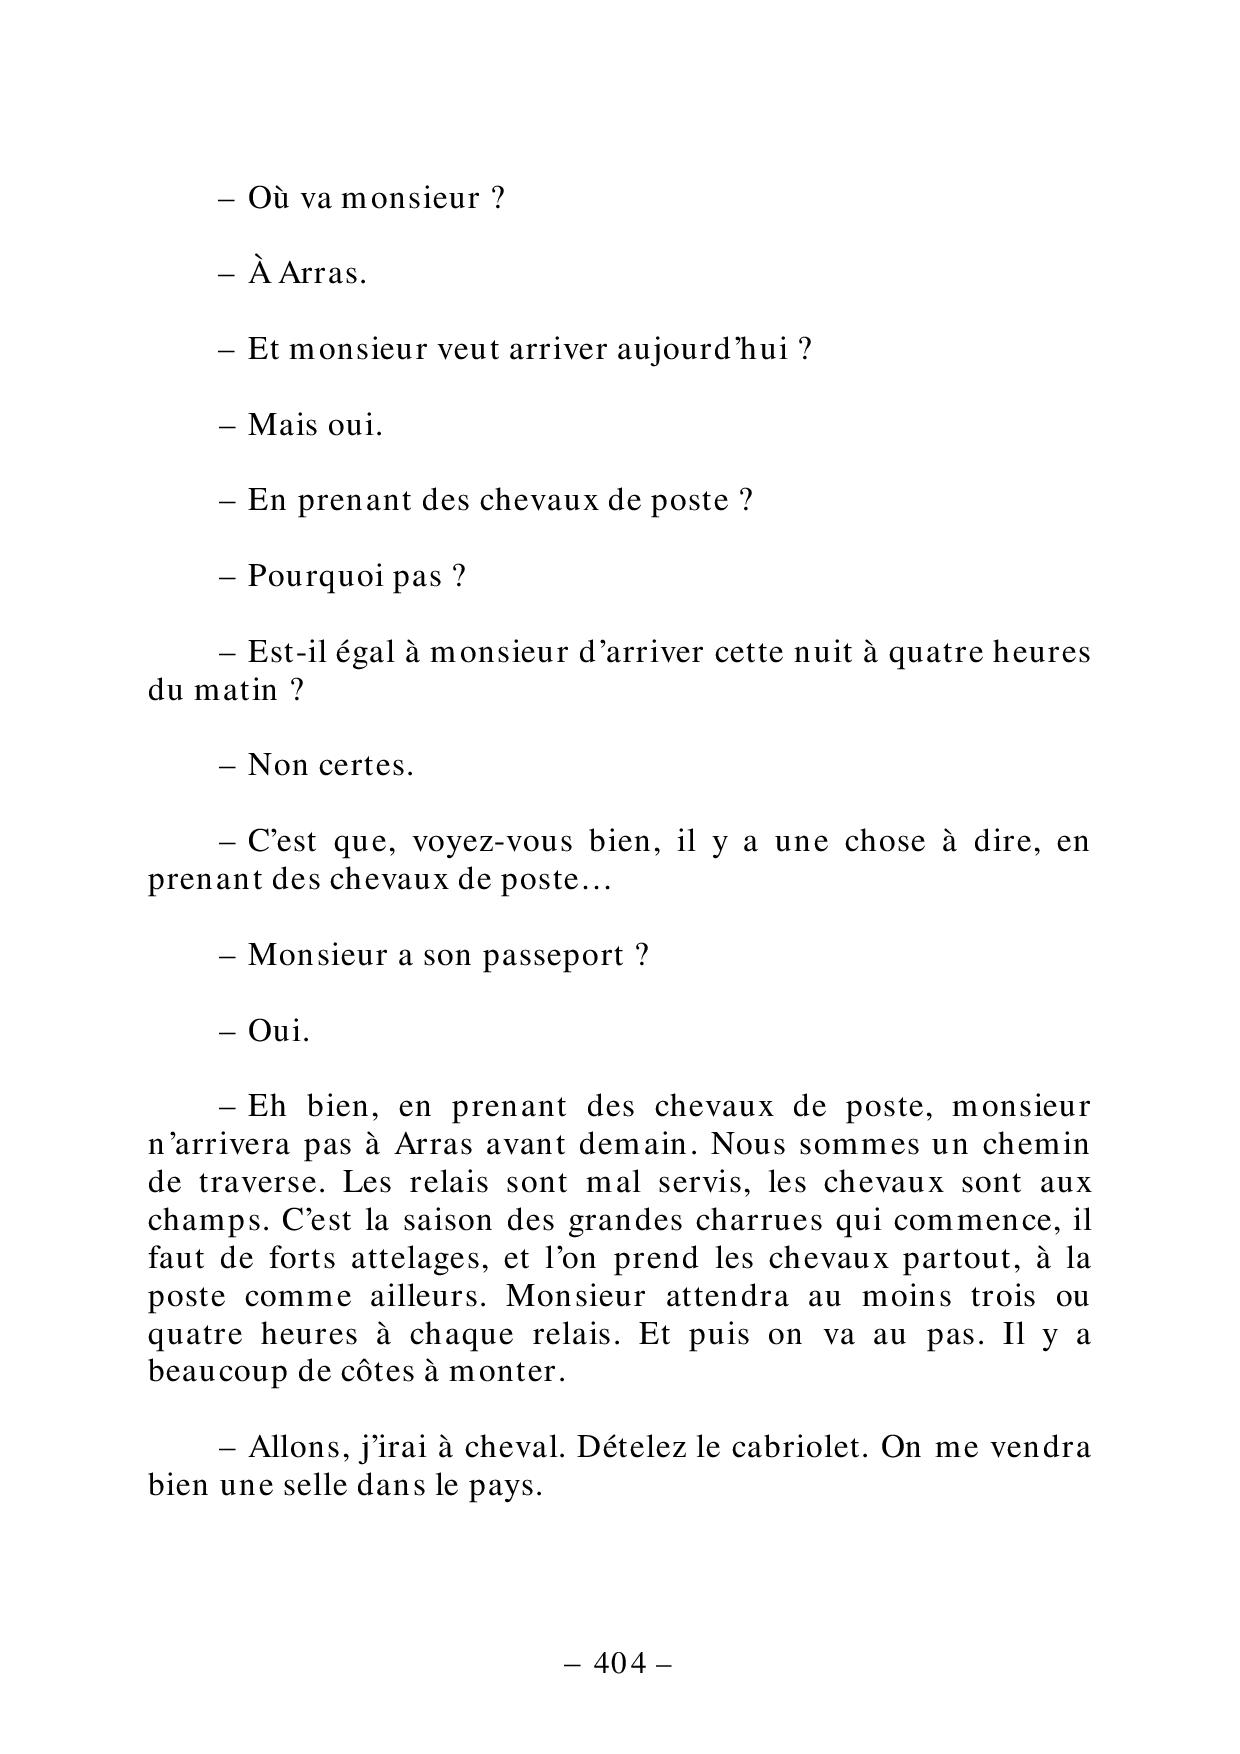 – Où va monsieur ?
– À Arras.
– Et monsieur veut arriver aujourd’hui ?
– Mais oui.
– En prenant des chevaux de poste ?
– Pourquoi pas ?
– Est-il égal à monsieur d’arriver cette nuit à quatre heures
du matin ?
– Non certes.
– C’est que, voyez-vous bien, il y a une chose à dire, en
prenant des chevaux de poste…
– Monsieur a son passeport ?
– Oui.
– Eh bien, en prenant des chevaux de poste, monsieur
n’arrivera pas à Arras avant demain. Nous sommes un chemin
de traverse. Les relais sont mal servis, les chevaux sont aux
champs. C’est la saison des grandes charrues qui commence, il
faut de forts attelages, et l’on prend les chevaux partout, à la
poste comme ailleurs. Monsieur attendra au moins trois ou
quatre heures à chaque relais. Et puis on va au pas. Il y a
beaucoup de côtes à monter.
– Allons, j’irai à cheval. Dételez le cabriolet. On me vendra
bien une selle dans le pays.
– 404 –